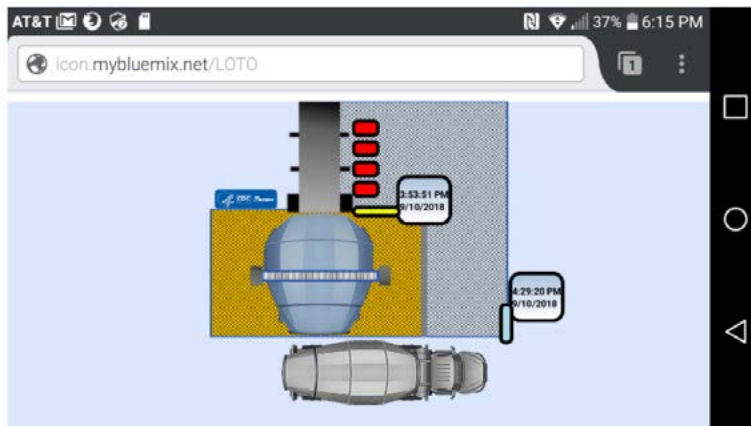 AT&T 37% 6:15 PM
icon.mybluemix.net/LOTO 1
CDC
3:53:51 PM
9/10/2018
4:29:20 PM
9/10/2018